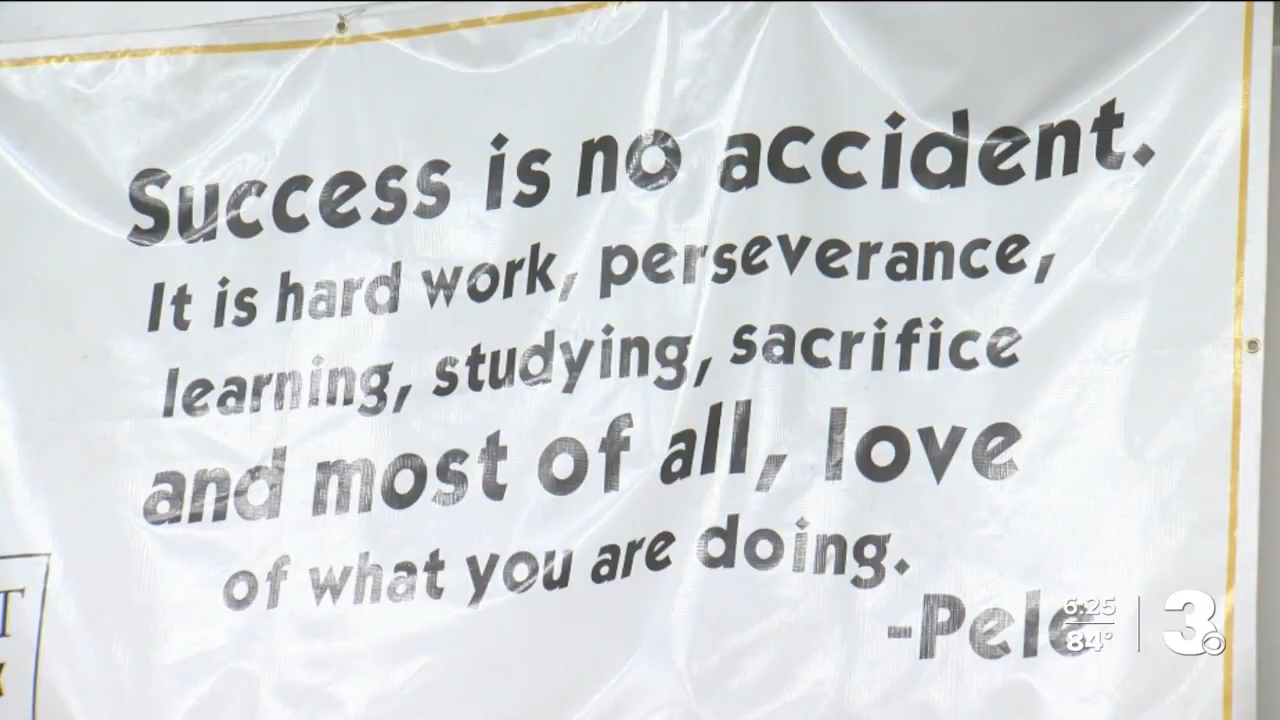 Success is no accident.
It is hard work, perseverance,
learning, studying, sacrifice
and most of all, love
of what you are doing.
-Pele
6:25
84°
3
T